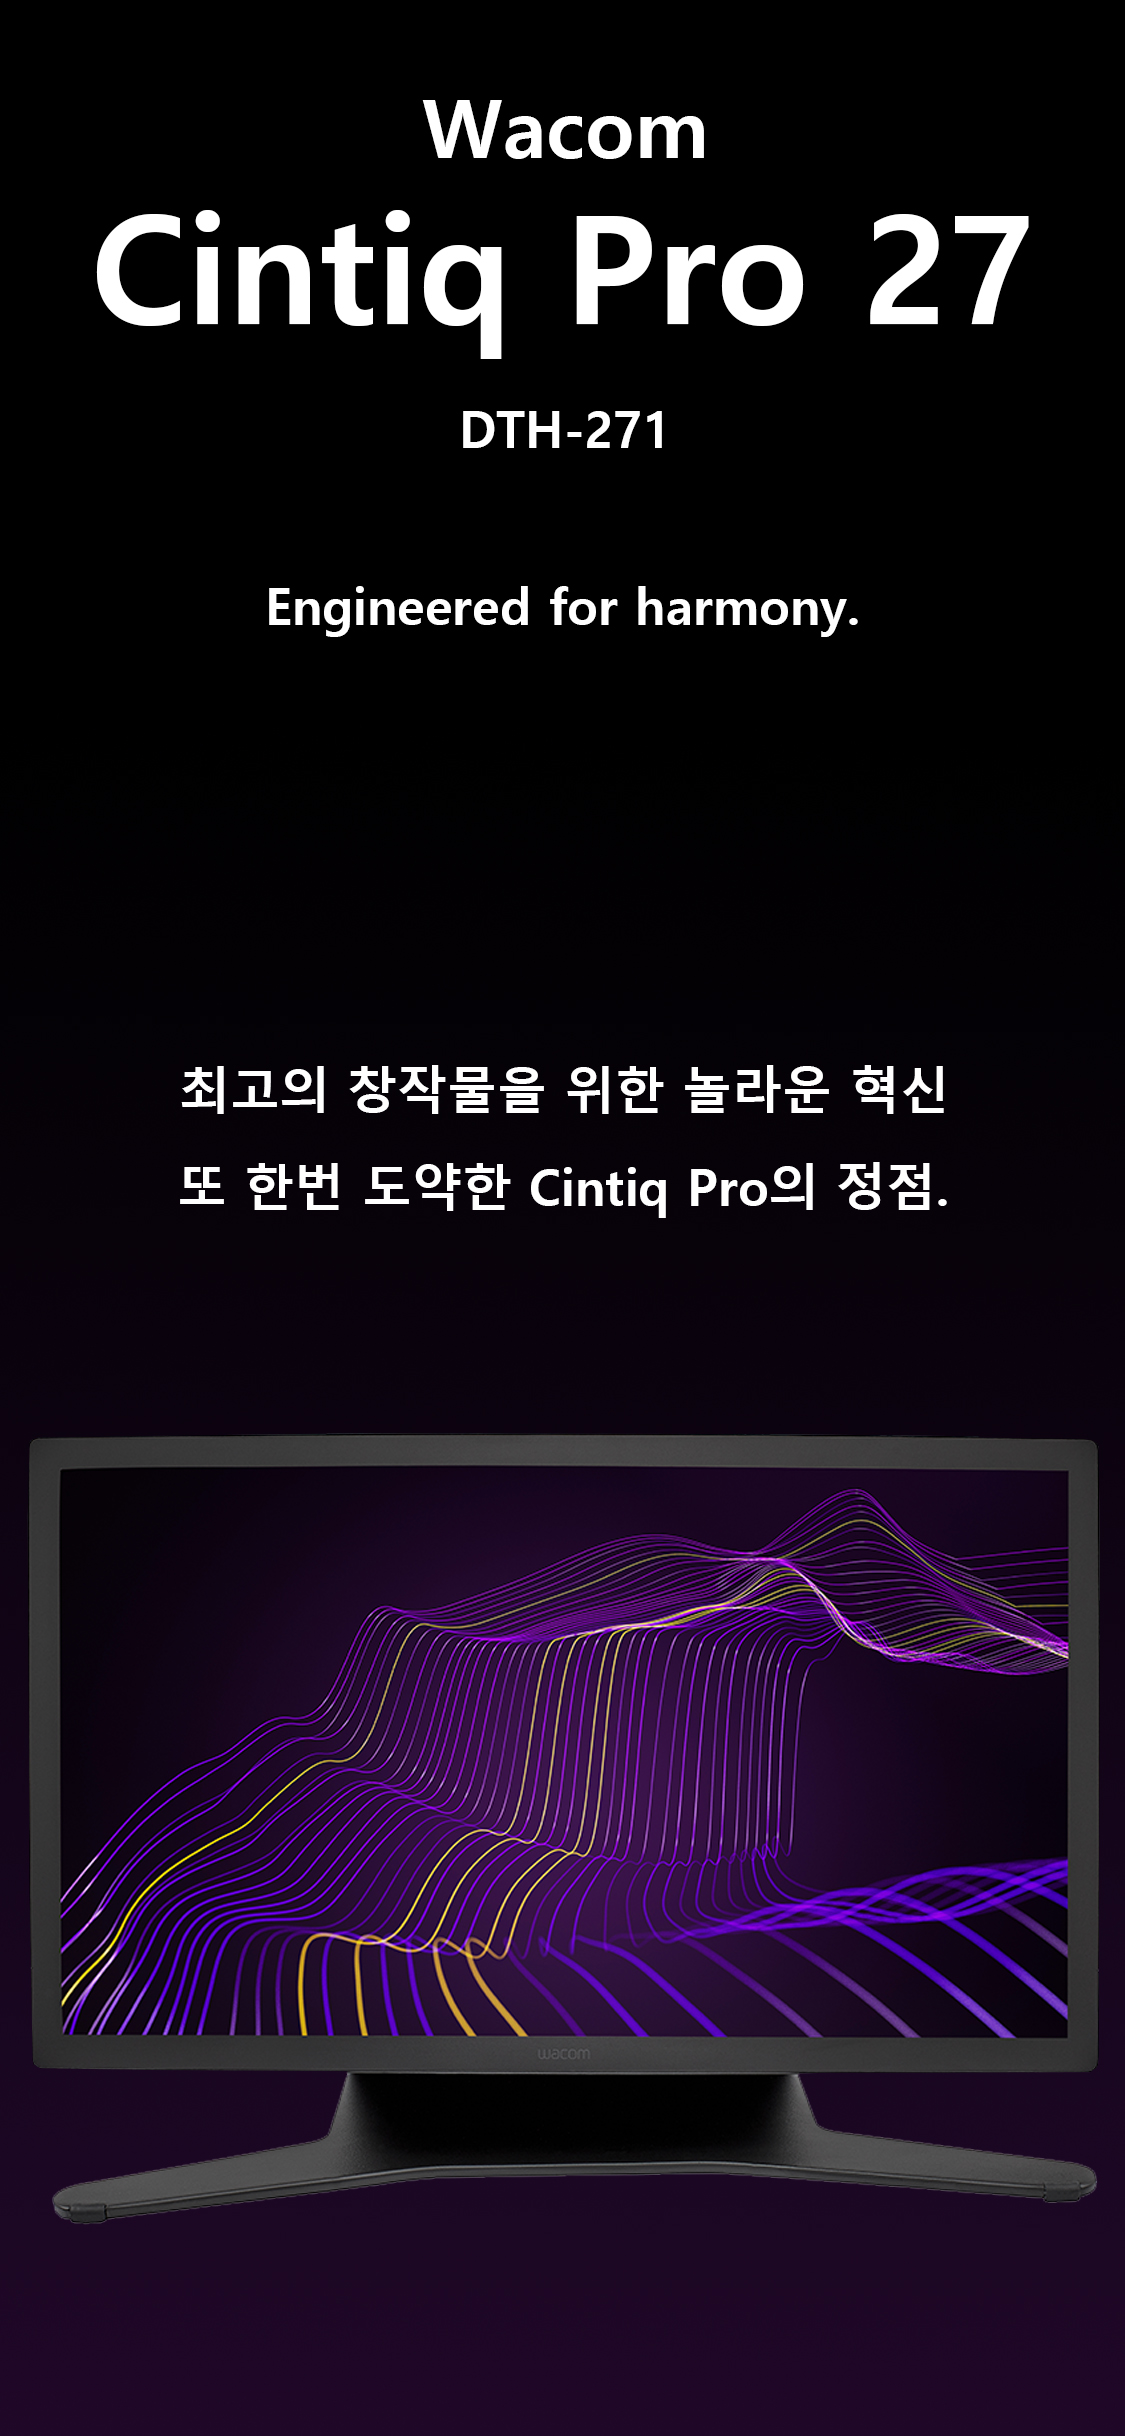 Wacom
Cintiq Pro 27
DTH-271
Engineered for harmony.
최고의 창작물을 위한 놀라운 혁신
또 한번 도약한 Cintiq Pro의 정점.
wacom